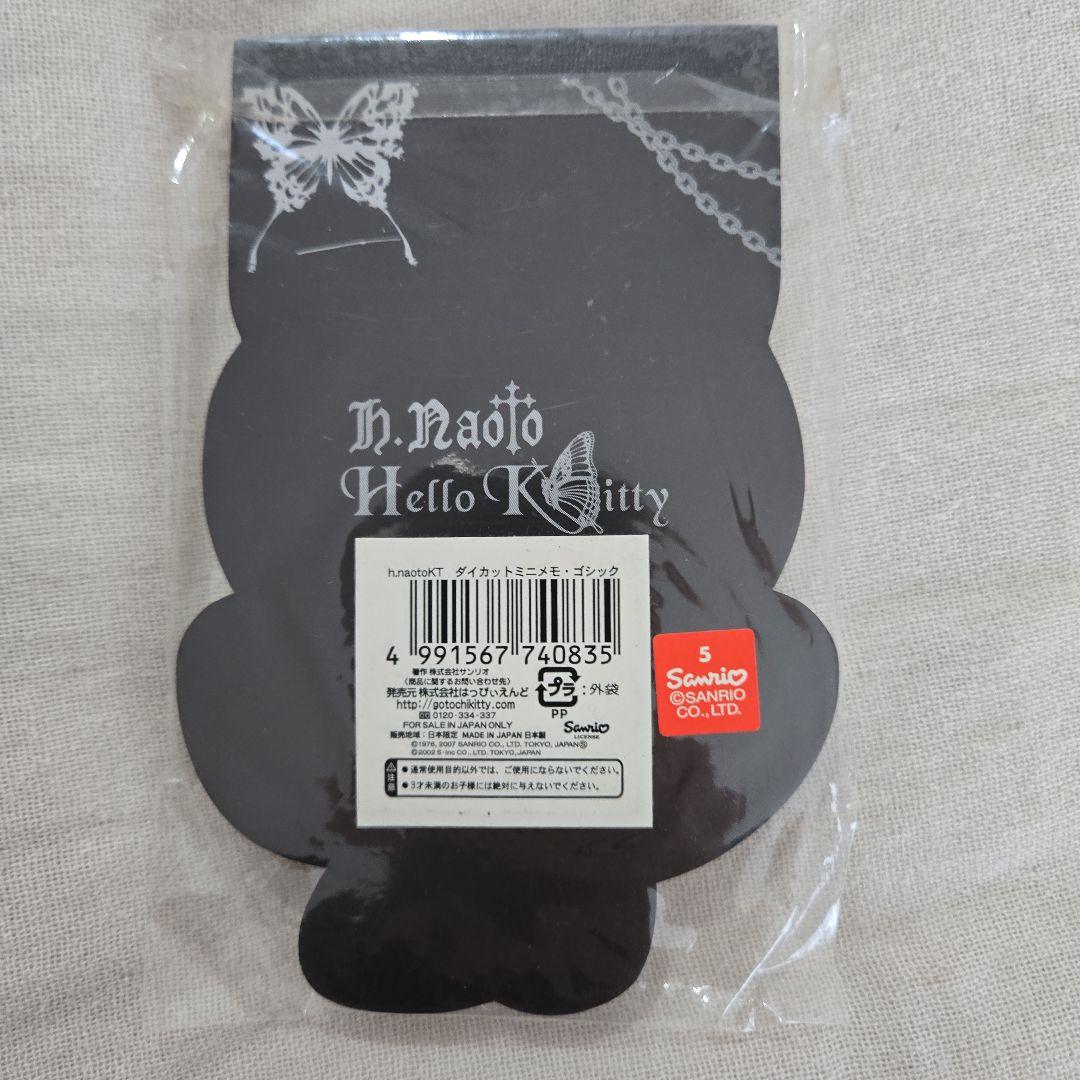 h.Naoto
Hello Kitty
h.naotoKT ダイカットミニメモ・ゴシック
4 991567 740835
著作 株式会社サンリオ
〈商品に関するお問い合わせ先〉
発売元 株式会社はっぴぃえんど
http://gotochikitty.com
0120-334-337
FOR SALE IN JAPAN ONLY
販売地域：日本限定 MADE IN JAPAN 日本製
©1976, 2007 SANRIO CO., LTD. TOKYO, JAPAN Ⓢ
©2002 S-inc CO., LTD. TOKYO, JAPAN
プラ：外袋
PP
Sanrio
LICENSE
注意
●通常使用目的以外では、ご使用にならないでください。
●3才未満のお子様には絶対に与えないでください。
5
Sanrio
©SANRIO
CO., LTD.